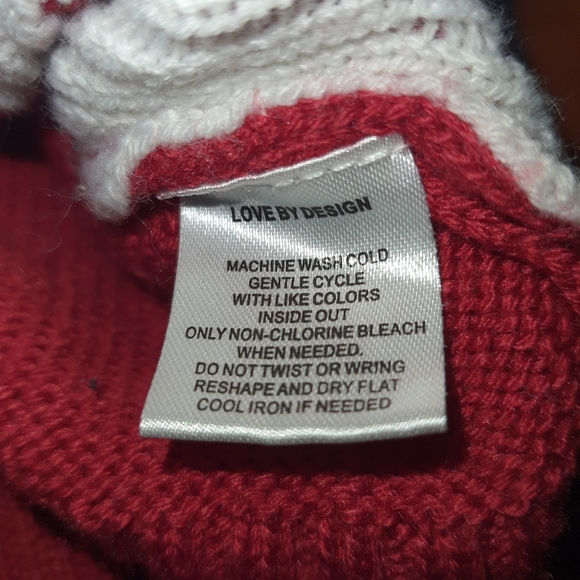 LOVE BY DESIGN
MACHINE WASH COLD
GENTLE CYCLE
WITH LIKE COLORS
INSIDE OUT
ONLY NON-CHLORINE BLEACH
WHEN NEEDED.
DO NOT TWIST OR WRING
RESHAPE AND DRY FLAT
COOL IRON IF NEEDED